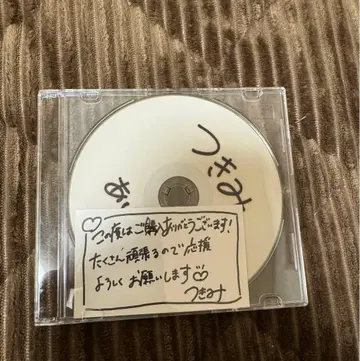 つきみ
あ
♡この度はご購入ありがとうございます!
たくさん頑張るので応援
よろしくお願いします♡
つきみ